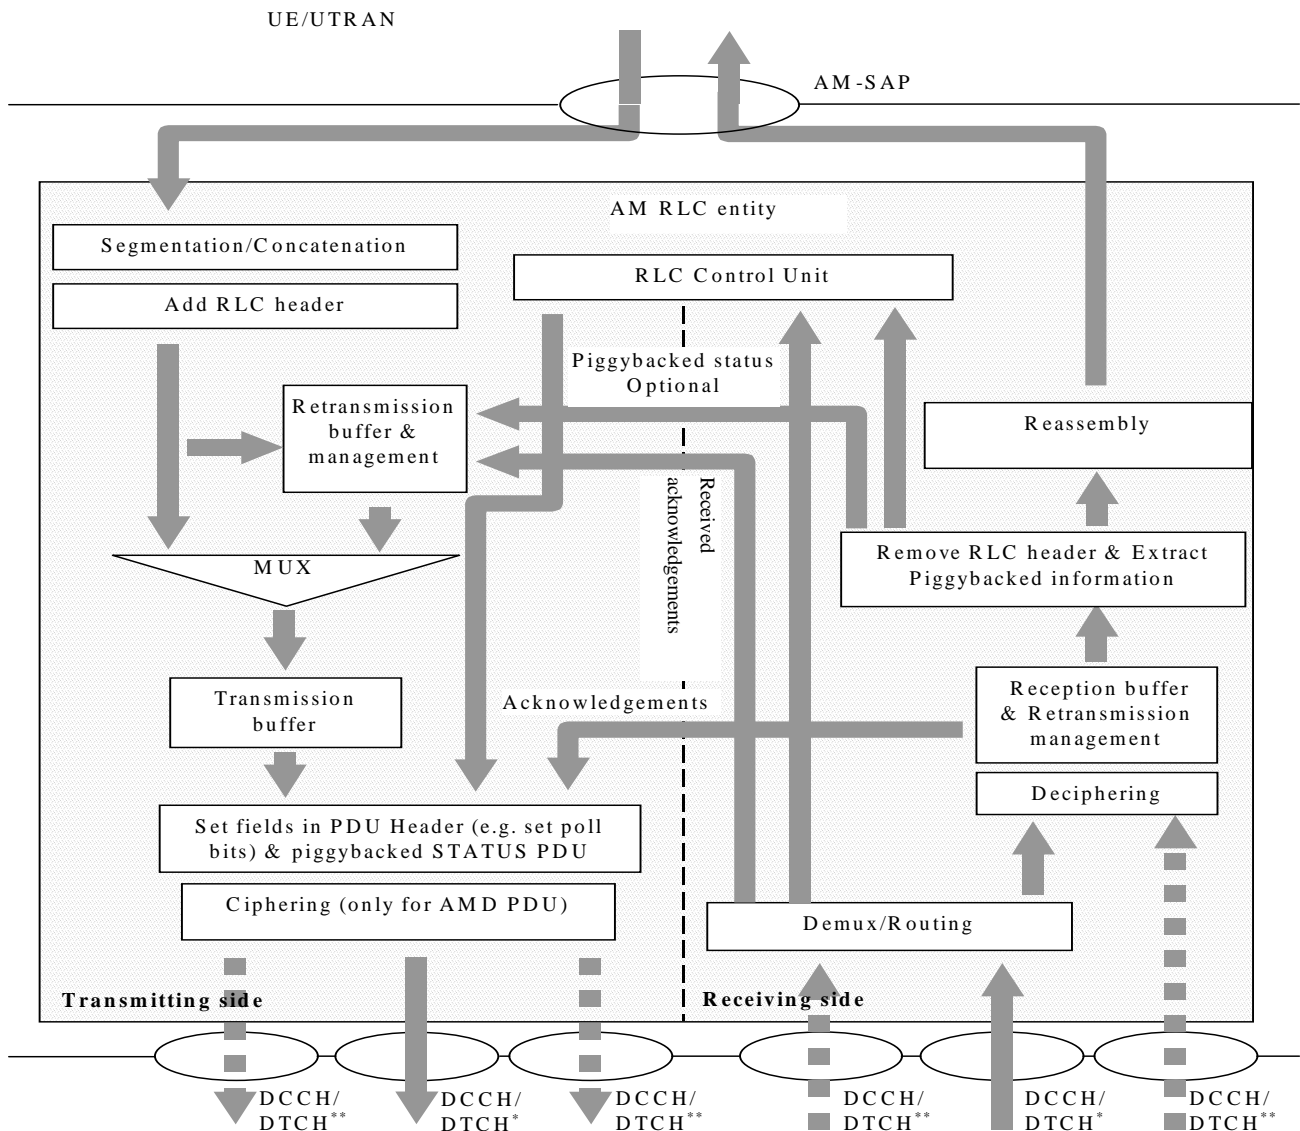 UE/UTRAN
AM-SAP
AM RLC entity
Segmentation/Concatenation
RLC Control Unit
Add RLC header
Piggybacked status
Optional
Retransmission
buffer &
management
Reassembly
Received
acknowledgements
MUX
Remove RLC header & Extract
Piggybacked information
Transmission
buffer
Acknowledgements
Reception buffer
& Retransmission
management
Deciphering
Set fields in PDU Header (e.g. set poll
bits) & piggybacked STATUS PDU
Ciphering (only for AMD PDU)
Demux/Routing
Transmitting side
Receiving side
DCCH/
DTCH**
DCCH/
DTCH*
DCCH/
DTCH**
DCCH/
DTCH**
DCCH/
DTCH*
DCCH/
DTCH**